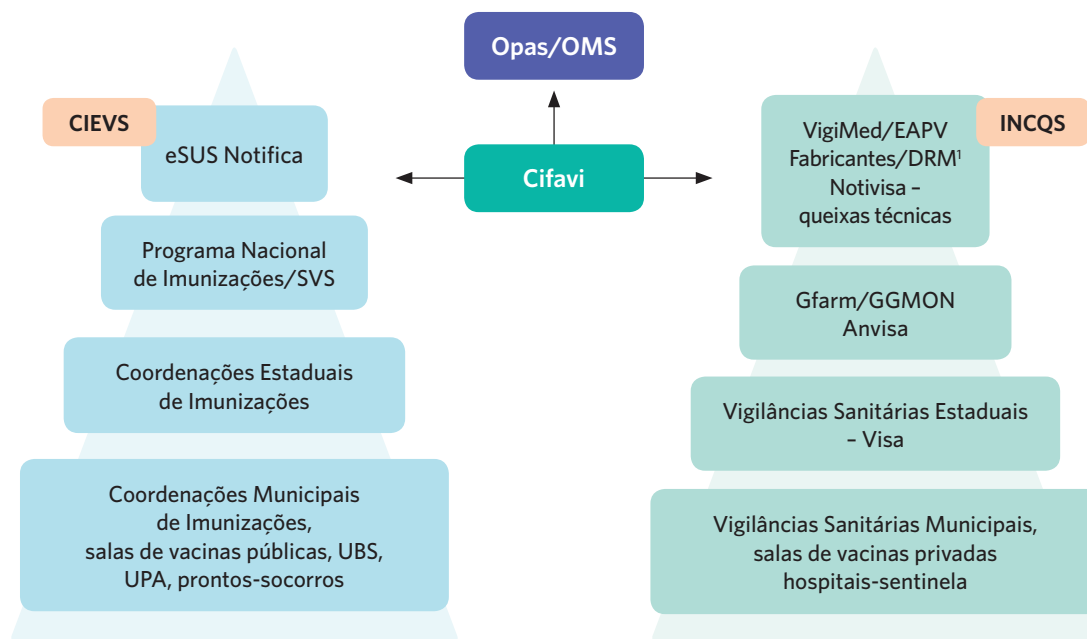 Opas/OMS
Cifavi
CIEVS
eSUS Notifica
Programa Nacional
de Imunizações/SVS
Coordenações Estaduais
de Imunizações
Coordenações Municipais
de Imunizações,
salas de vacinas públicas, UBS,
UPA, prontos-socorros
INCQS
VigiMed/EAPV
Fabricantes/DRM¹
Notivisa –
queixas técnicas
Gfarm/GGMON
Anvisa
Vigilâncias Sanitárias Estaduais
– Visa
Vigilâncias Sanitárias Municipais,
salas de vacinas privadas
hospitais-sentinela